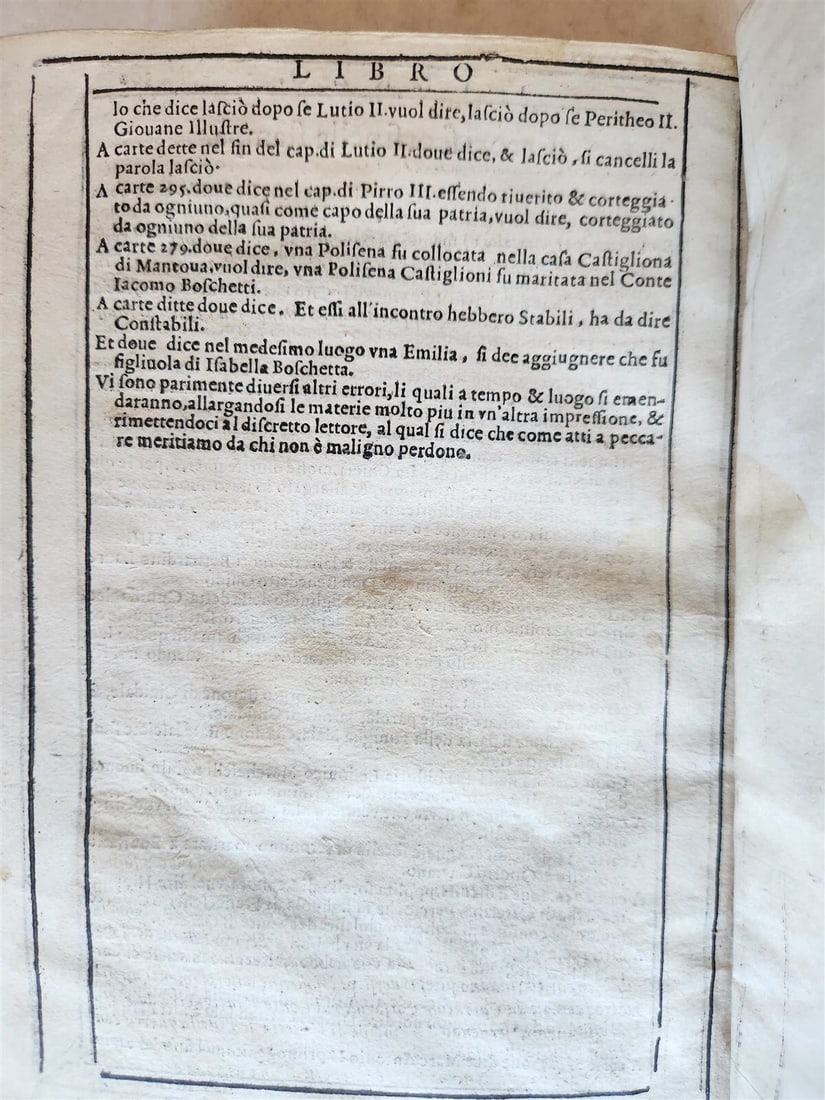 LIBRO
lo che dice laſciò dopo ſe Lutio II. vuol dire, laſciò dopo ſe Peritheo II.
Giouane Illuſtre.
A carte dette nel fin del cap. di Lutio II. doue dice, & laſciò, ſi cancelli la
parola laſciò.
A carte 295. doue dice nel cap. di Pirro III. eſſendo riuerito & corteggia-
to da ogniuno, quaſi come capo della ſua patria, vuol dire, corteggiato
da ogniuno della ſua patria.
A carte 279. doue dice, vna Poliſena fu collocata nella caſa Caſtigliona
di Mantoua, vuol dire, vna Poliſena Caſtiglioni fu maritata nel Conte
Iacomo Boſchetti.
A carte ditte doue dice. Et eſſi all'incontro hebbero Stabili, ha da dire
Conſtabili.
Et doue dice nel medeſimo luogo vna Emilia, ſi dee aggiugnere che fu
figliuola di Iſabella Boſchetta.
Vi ſono parimente diuerſi altri errori, li quali a tempo & luogo ſi emen-
daranno, allargandoſi le materie molto piu in vn'altra impreſſione, &
rimettendoci al diſcretto lettore, al qual ſi dice che come atti a pecca-
re meritiamo da chi non è maligno perdono.